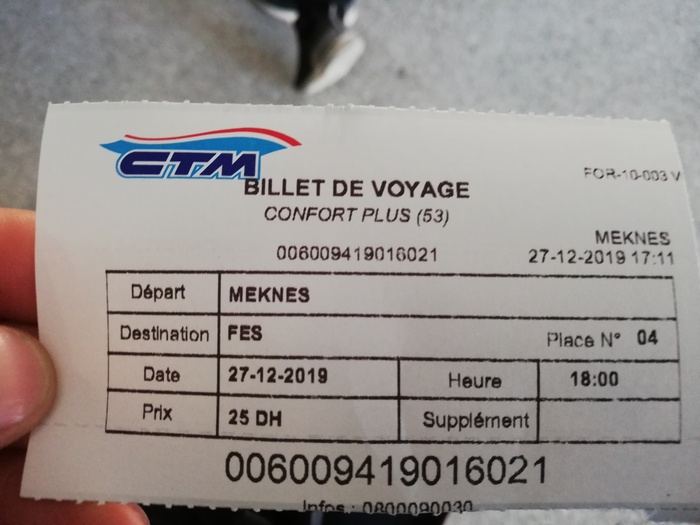 CTM
FOR-10-003 V
BILLET DE VOYAGE
CONFORT PLUS (53)
MEKNES
006009419016021
27-12-2019 17:11
Départ MEKNES
Destination FES Place N° 04
Date 27-12-2019 Heure 18:00
Prix 25 DH Supplément
006009419016021
Infos : 0800090030